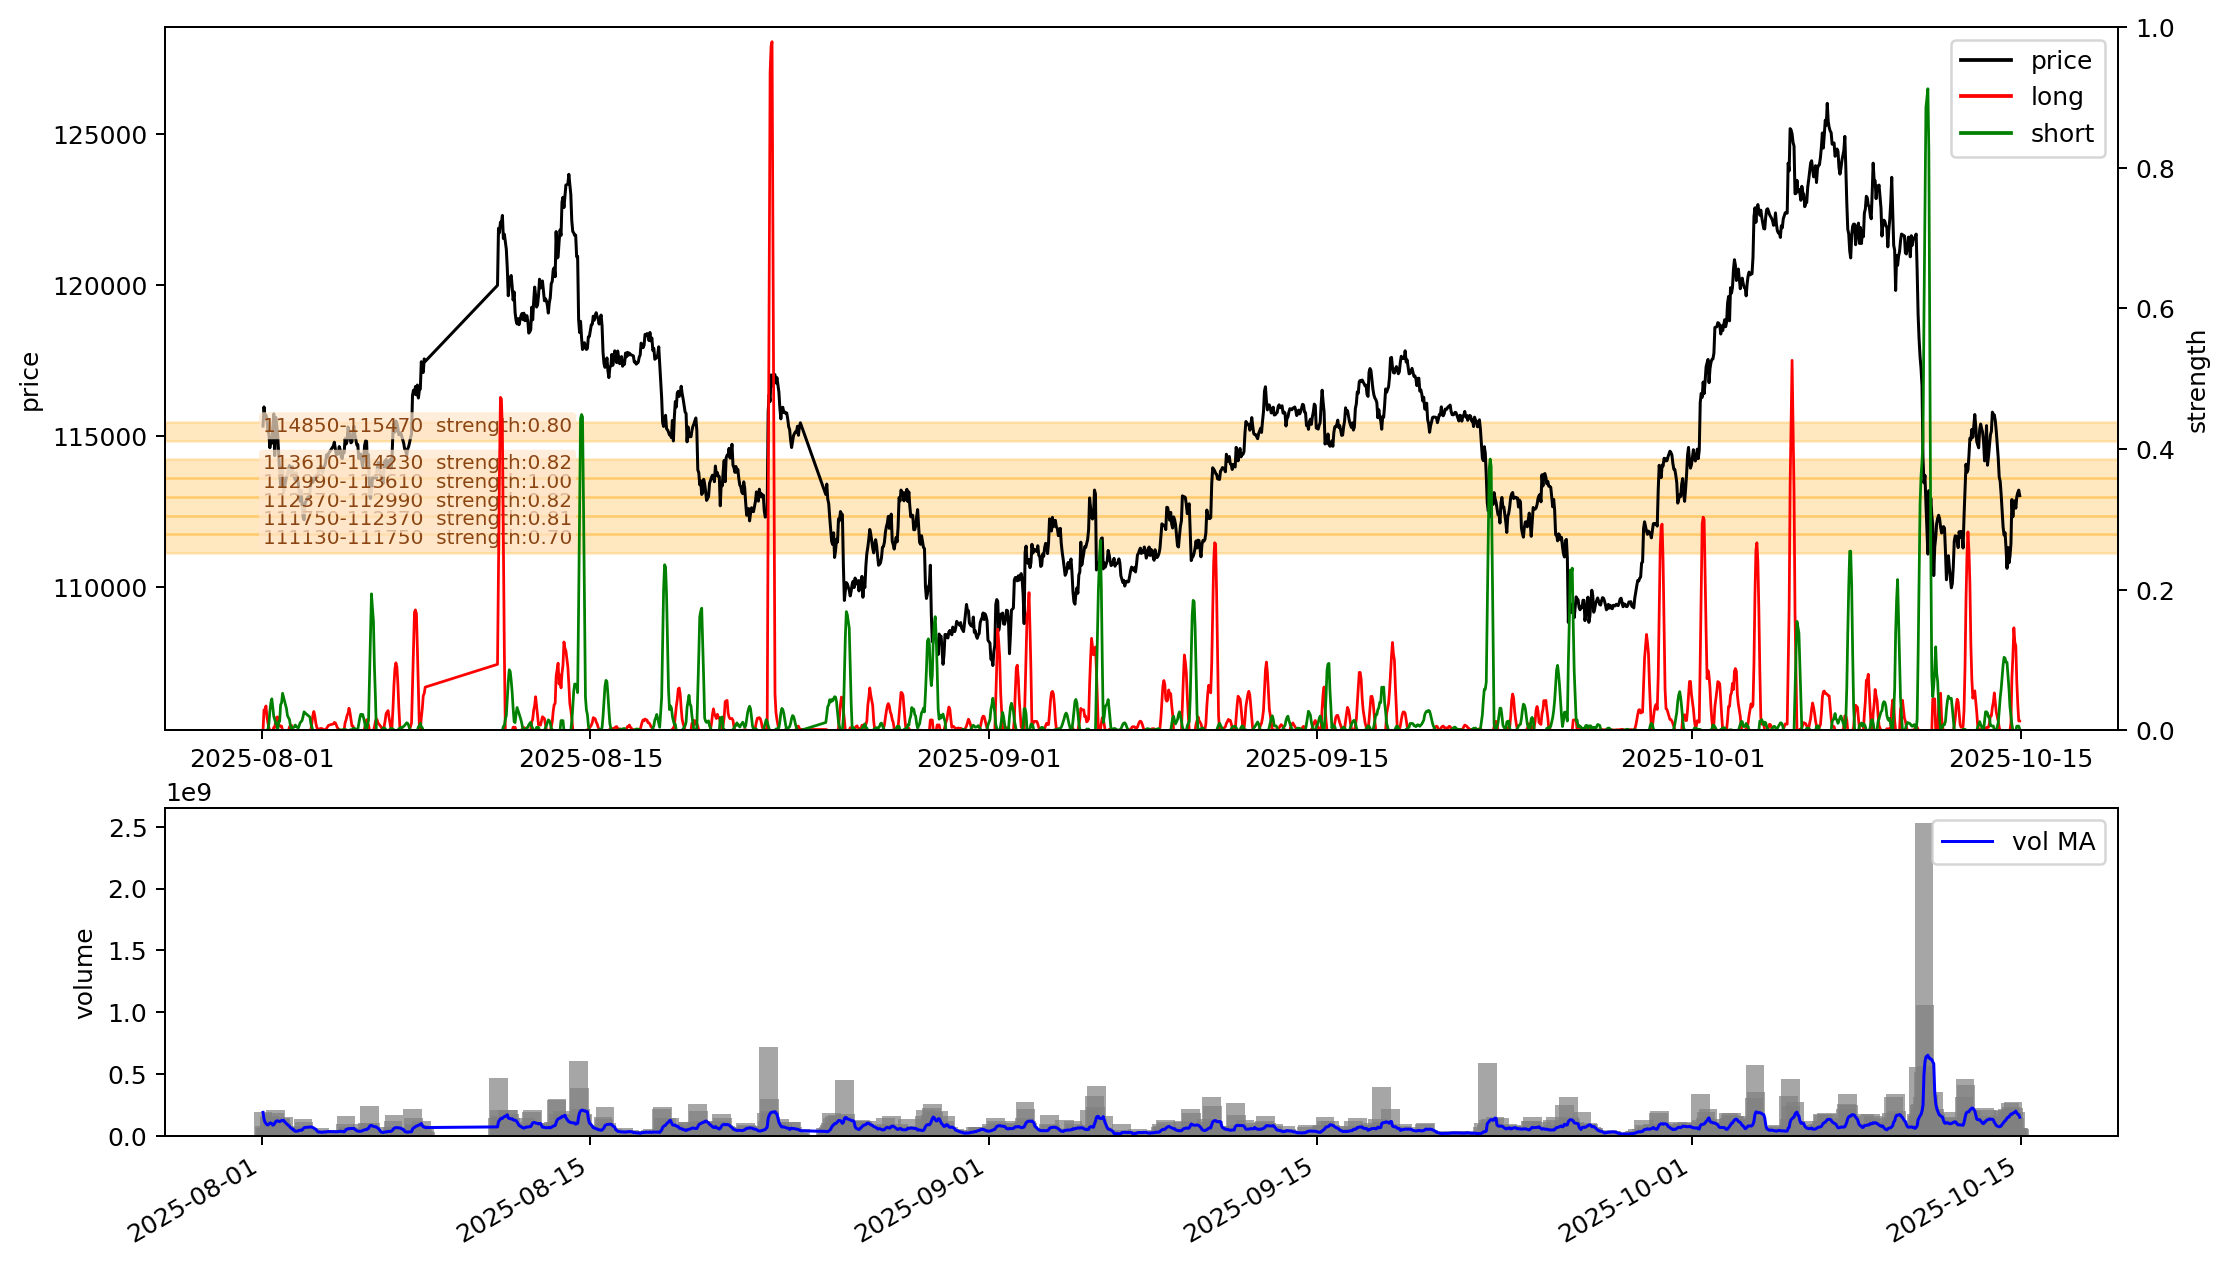 price
long
short
125000
120000
115000
110000
price
1.0
0.8
0.6
0.4
0.2
0.0
strength
114850-115470 strength:0.80
113610-114230 strength:0.82
112990-113610 strength:1.00
112370-112990 strength:0.82
111750-112370 strength:0.81
111130-111750 strength:0.70
2025-08-01
2025-08-15
2025-09-01
2025-09-15
2025-10-01
2025-10-15
1e9
vol MA
2.5
2.0
1.5
1.0
0.5
0.0
volume
2025-08-01
2025-08-15
2025-09-01
2025-09-15
2025-10-01
2025-10-15